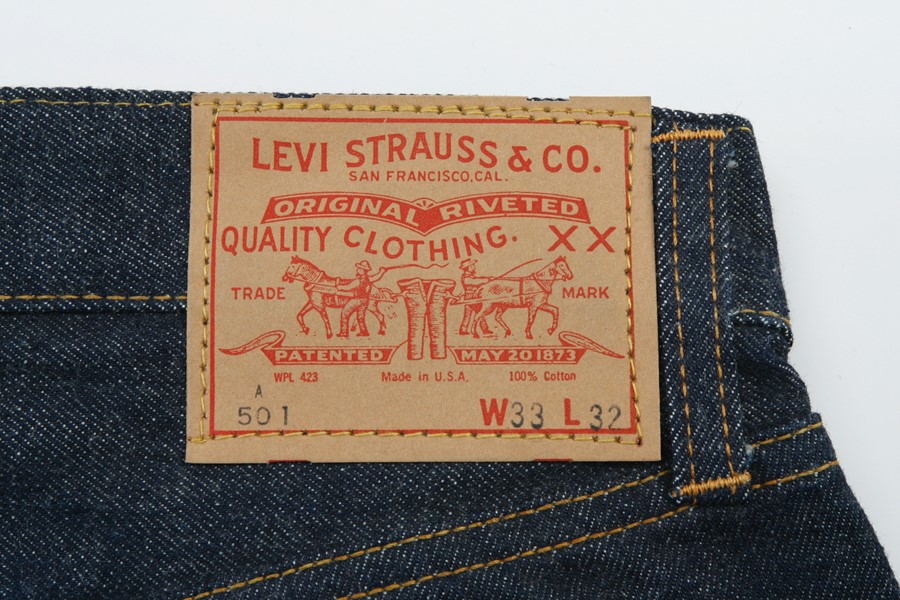 LEVI STRAUSS & CO.
SAN FRANCISCO, CAL.
ORIGINAL RIVETED
QUALITY CLOTHING. XX
TRADE MARK
PATENTED MAY 20 1873
WPL 423 Made in U.S.A. 100% Cotton
A
501 W33 L32